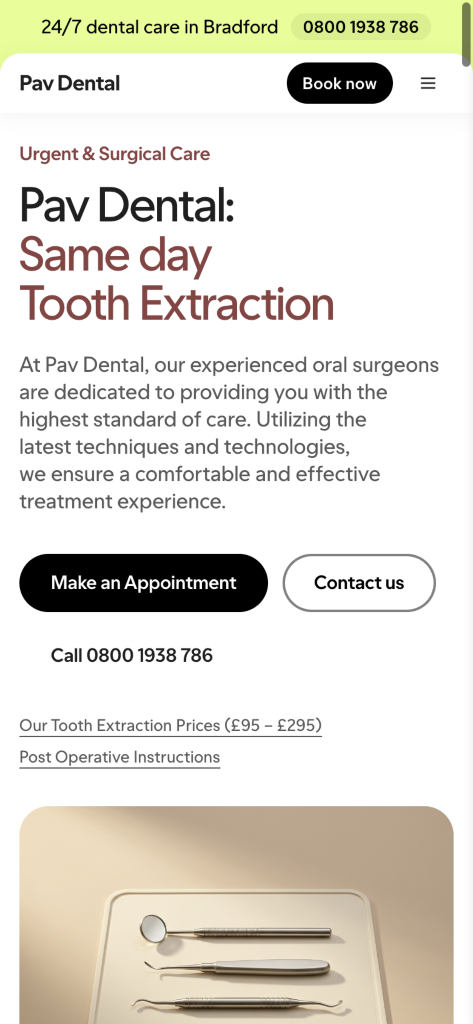 24/7 dental care in Bradford 0800 1938 786
Pav Dental Book now
Urgent & Surgical Care
Pav Dental:
Same day
Tooth Extraction
At Pav Dental, our experienced oral surgeons
are dedicated to providing you with the
highest standard of care. Utilizing the
latest techniques and technologies,
we ensure a comfortable and effective
treatment experience.
Make an Appointment Contact us
Call 0800 1938 786
Our Tooth Extraction Prices (£95 – £295)
Post Operative Instructions